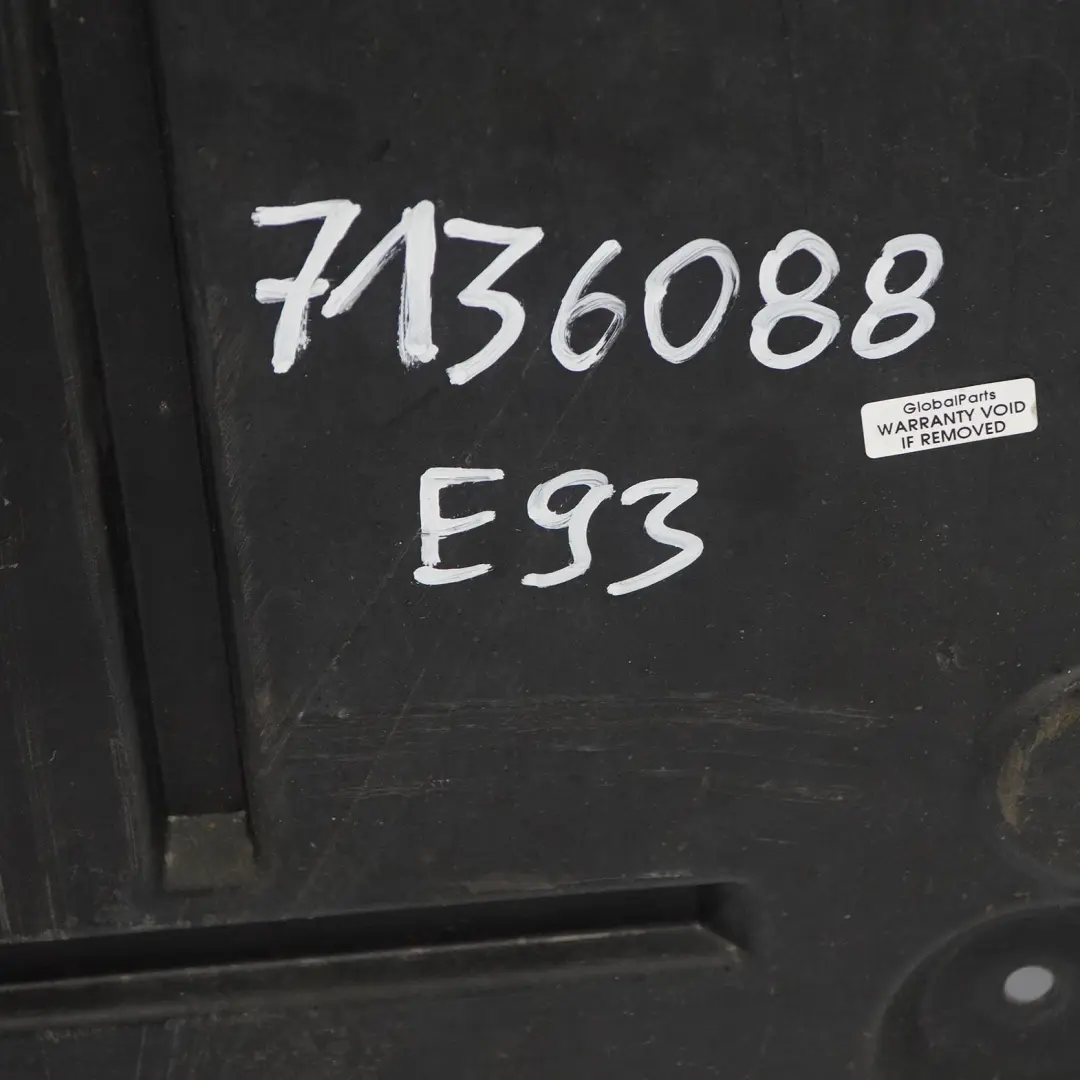 7136088
GlobalParts
WARRANTY VOID
IF REMOVED
E93